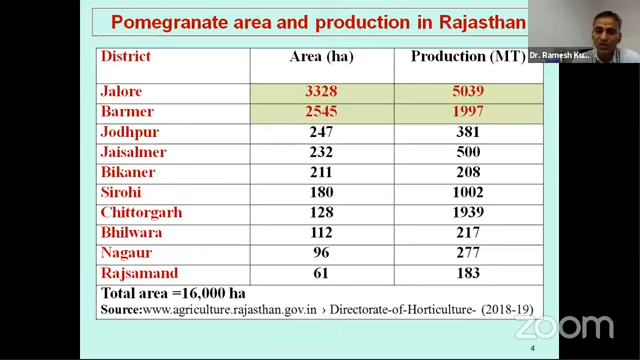 Pomegranate area and production in Rajasthan
Dr. Ramesh Ku...
District Area (ha) Production (MT)
Jalore 3328 5039
Barmer 2545 1997
Jodhpur 247 381
Jaisalmer 232 500
Bikaner 211 208
Sirohi 180 1002
Chittorgarh 128 1939
Bhilwara 112 217
Nagaur 96 277
Rajsamand 61 183
Total area =16,000 ha
Source:www.agriculture.rajasthan.gov.in › Directorate-of-Horticulture- (2018-19)
zoom
4